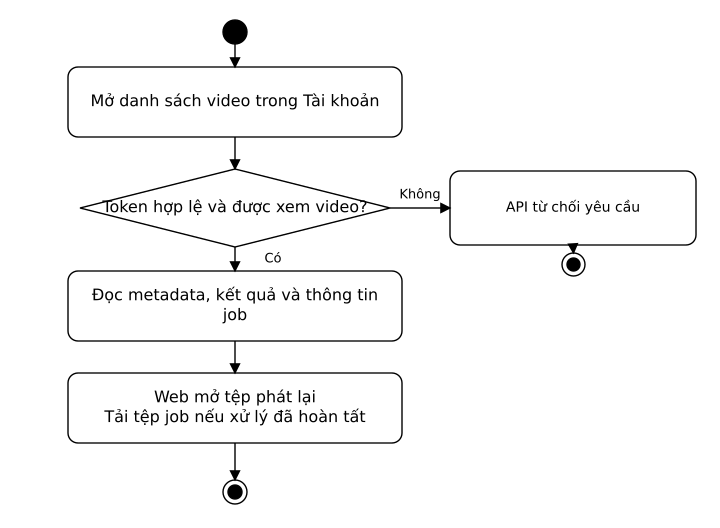 Mở danh sách video trong Tài khoản
Token hợp lệ và được xem video?
Không
API từ chối yêu cầu
Có
Đọc metadata, kết quả và thông tin
job
Web mở tệp phát lại
Tải tệp job nếu xử lý đã hoàn tất